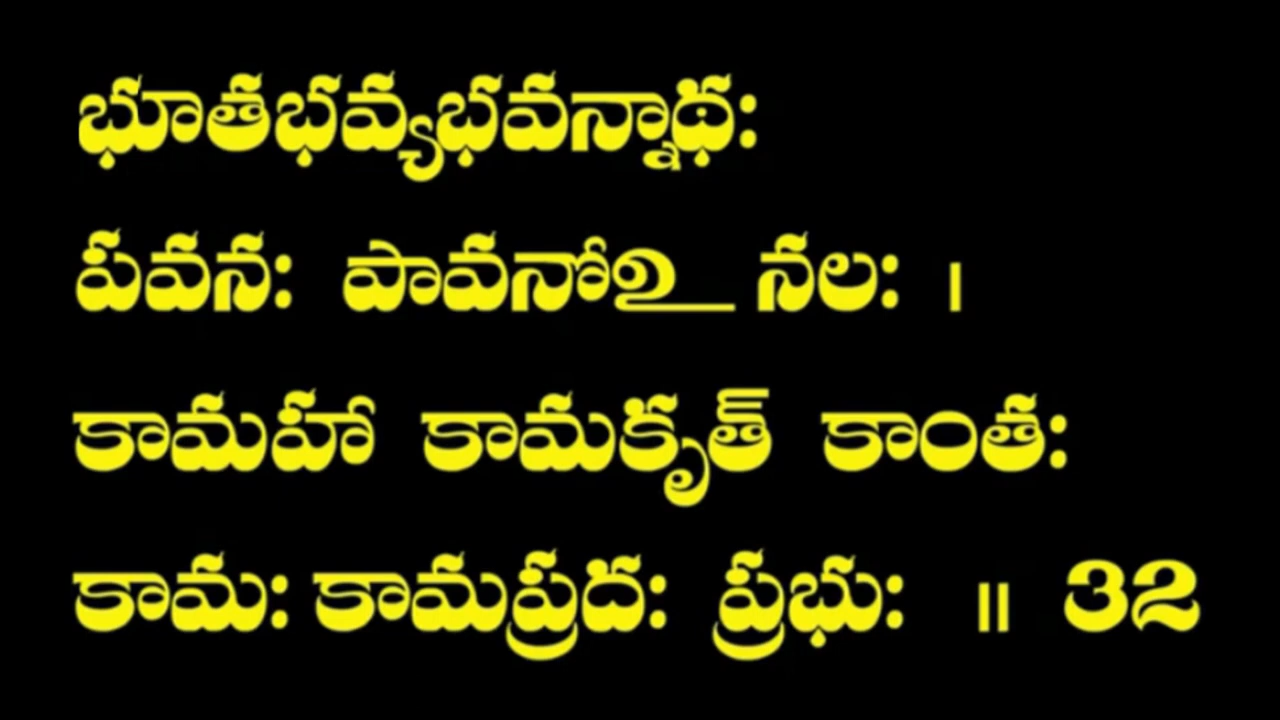 భూతభవ్యభవన్నాథ:
పవన: పావనోఽ నల: ।
కామహా కామకృత్ కాంత:
కామ: కామప్రద: ప్రభు: ॥ 32